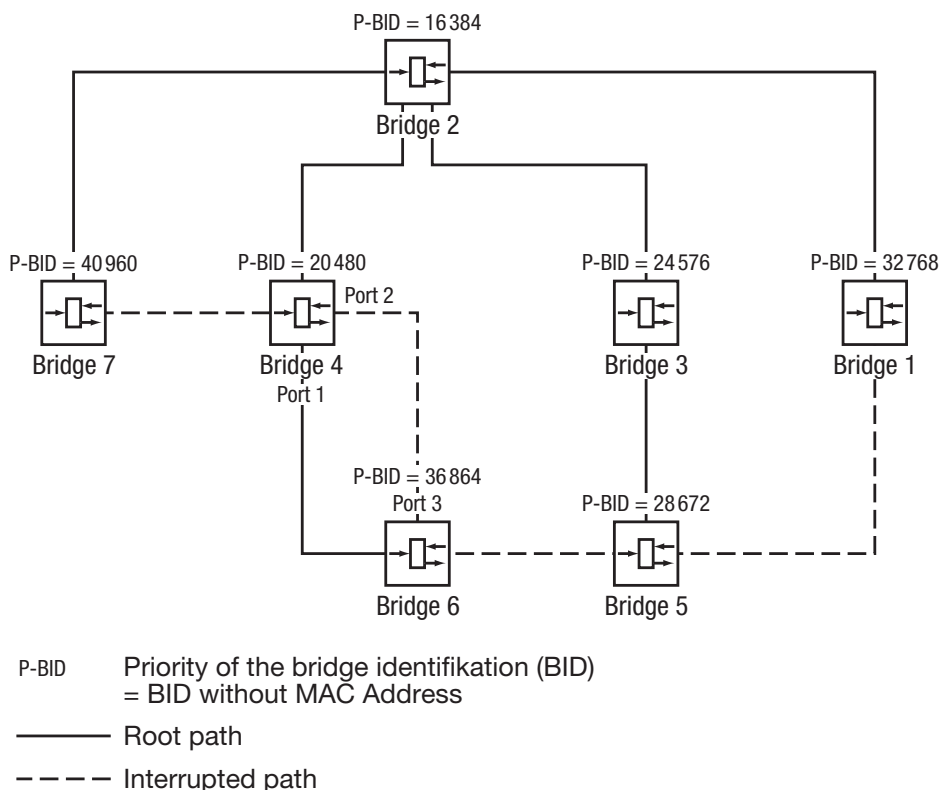 P-BID = 16 384
Bridge 2
P-BID = 40 960
P-BID = 20 480
P-BID = 24 576
P-BID = 32 768
Port 2
Bridge 7
Bridge 4
Bridge 3
Bridge 1
Port 1
P-BID = 36 864
Port 3
P-BID = 28 672
Bridge 6
Bridge 5
P-BID Priority of the bridge identifikation (BID)
= BID without MAC Address
Root path
Interrupted path